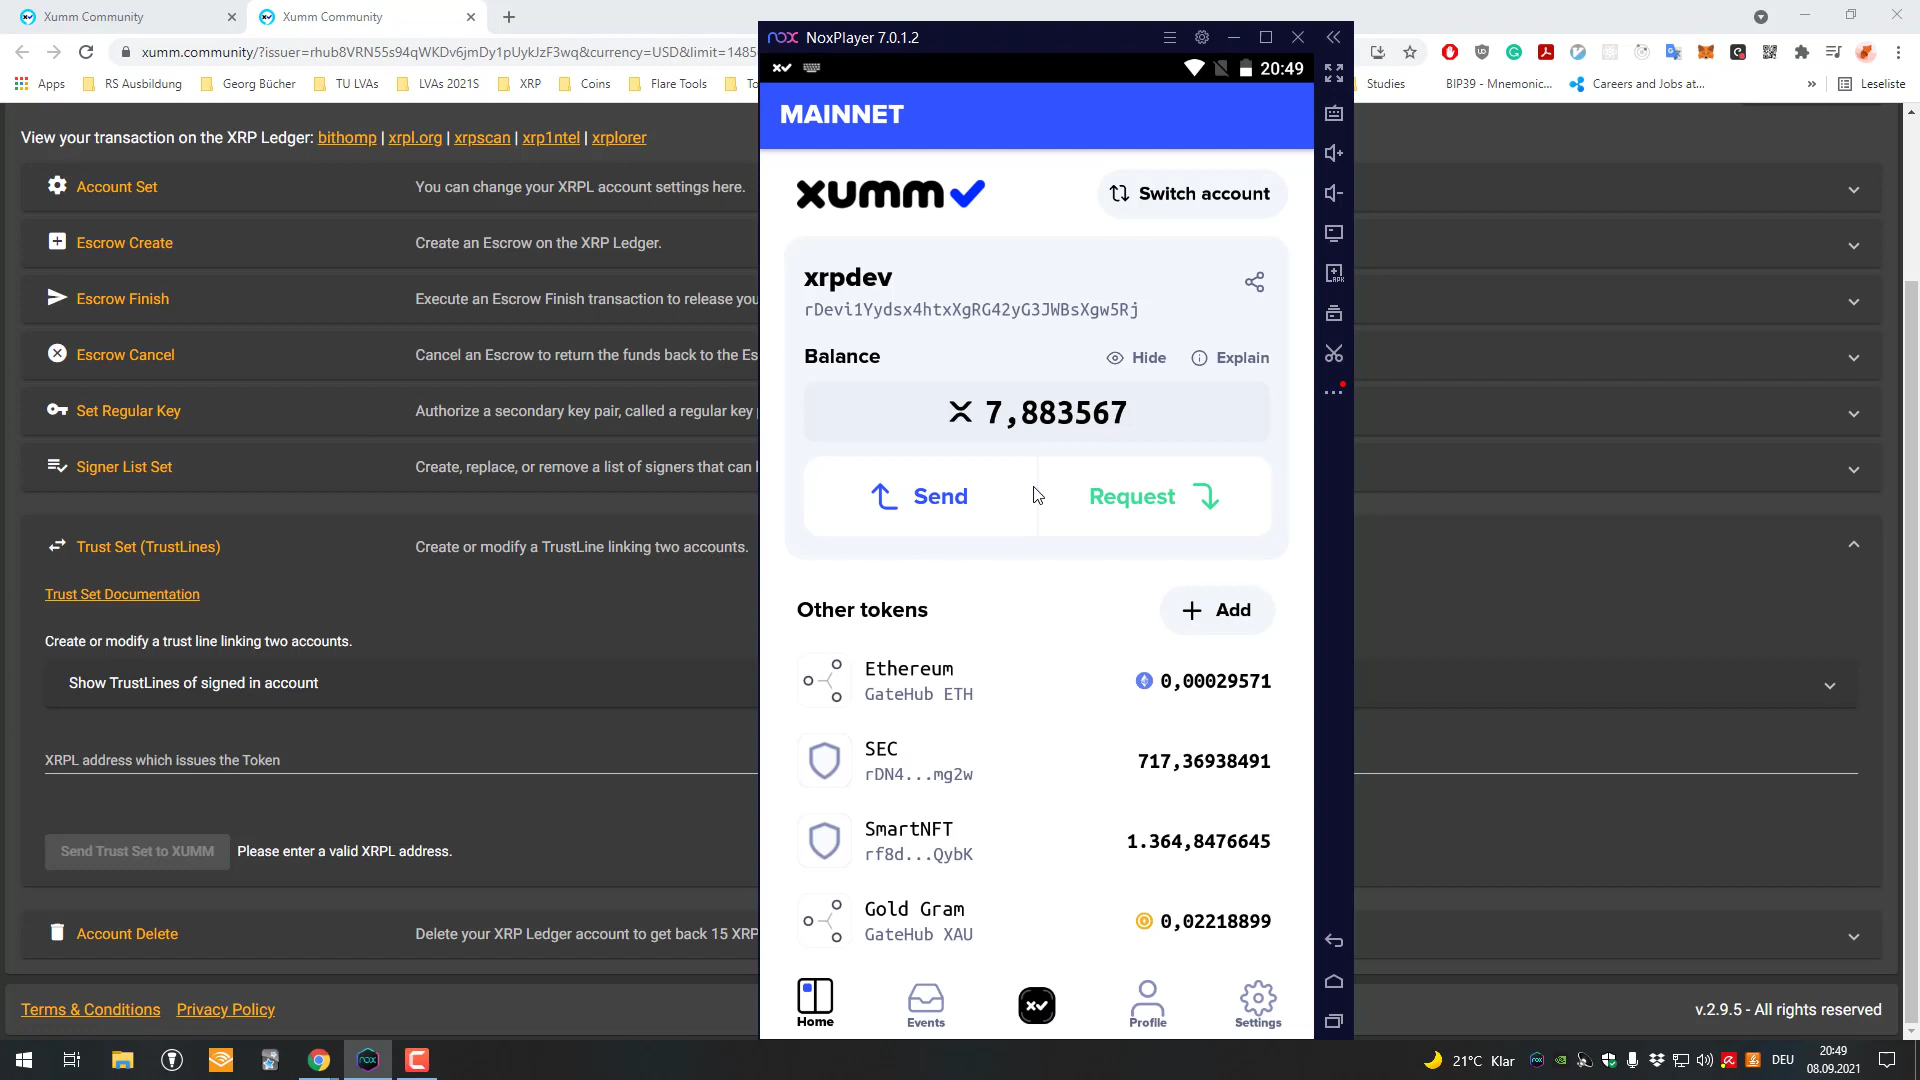 Xumm Community
Xumm Community
xumm.community/?issuer=rhub8VRN55s94qWKDv6jmDy1pUykJzF3wq&currency=USD&limit=1485
Apps
RS Ausbildung
Georg Bücher
TU LVAs
LVAs 2021S
XRP
Coins
Flare Tools
Studies
BIP39 - Mnemonic...
Careers and Jobs at...
»
Leseliste
View your transaction on the XRP Ledger: bithomp | xrpl.org | xrpscan | xrp1ntel | xrplorer
Account Set
You can change your XRPL account settings here.
Escrow Create
Create an Escrow on the XRP Ledger.
Escrow Finish
Execute an Escrow Finish transaction to release you
Escrow Cancel
Cancel an Escrow to return the funds back to the Es
Set Regular Key
Authorize a secondary key pair, called a regular key
Signer List Set
Create, replace, or remove a list of signers that can
Trust Set (TrustLines)
Create or modify a TrustLine linking two accounts.
Trust Set Documentation
Create or modify a trust line linking two accounts.
Show TrustLines of signed in account
XRPL address which issues the Token
Send Trust Set to XUMM
Please enter a valid XRPL address.
Account Delete
Delete your XRP Ledger account to get back 15 XRP
Terms & Conditions
Privacy Policy
v.2.9.5 - All rights reserved
nox
NoxPlayer 7.0.1.2
20:49
MAINNET
xumm
Switch account
xrpdev
rDevi1Yydsx4htxXgRG42yG3JWBsXgw5Rj
Balance
Hide
Explain
7,883567
Send
Request
Other tokens
Add
Ethereum
GateHub ETH
0,00029571
SEC
rDN4...mg2w
717,36938491
SmartNFT
rf8d...QybK
1.364,8476645
Gold Gram
GateHub XAU
0,02218899
Home
Events
Profile
Settings
21°C Klar
DEU
20:49
08.09.2021